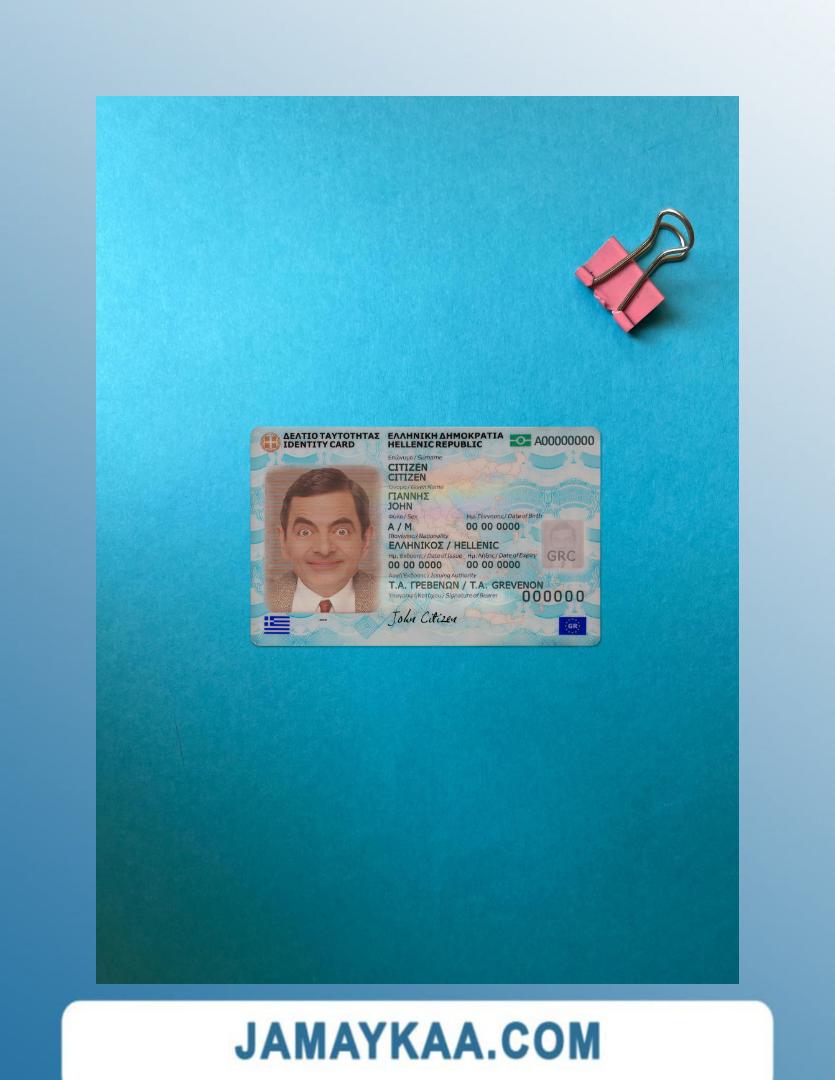 ΔΕΛΤΙΟ ΤΑΥΤΟΤΗΤΑΣ
IDENTITY CARD
ΕΛΛΗΝΙΚΗ ΔΗΜΟΚΡΑΤΙΑ
HELLENIC REPUBLIC
A00000000
Επώνυμο / Surname
CITIZEN
CITIZEN
Όνομα / Given Name
ΓΙΑΝΝΗΣ
JOHN
Φύλο / Sex
Ημ. Γέννησης / Date of Birth
A / M
00 00 0000
Ιθαγένεια / Nationality
ΕΛΛΗΝΙΚΟΣ / HELLENIC
Ημ. Έκδοσης / Date of Issue
Ημ. Λήξης / Date of Expiry
00 00 0000
00 00 0000
GRC
Αρχή Έκδοσης / Issuing Authority
Τ.Α. ΓΡΕΒΕΝΩΝ / T.A. GREVENON
Υπογραφή Κατόχου / Signature of Bearer
000000
John Citizen
GR
JAMAYKAA.COM